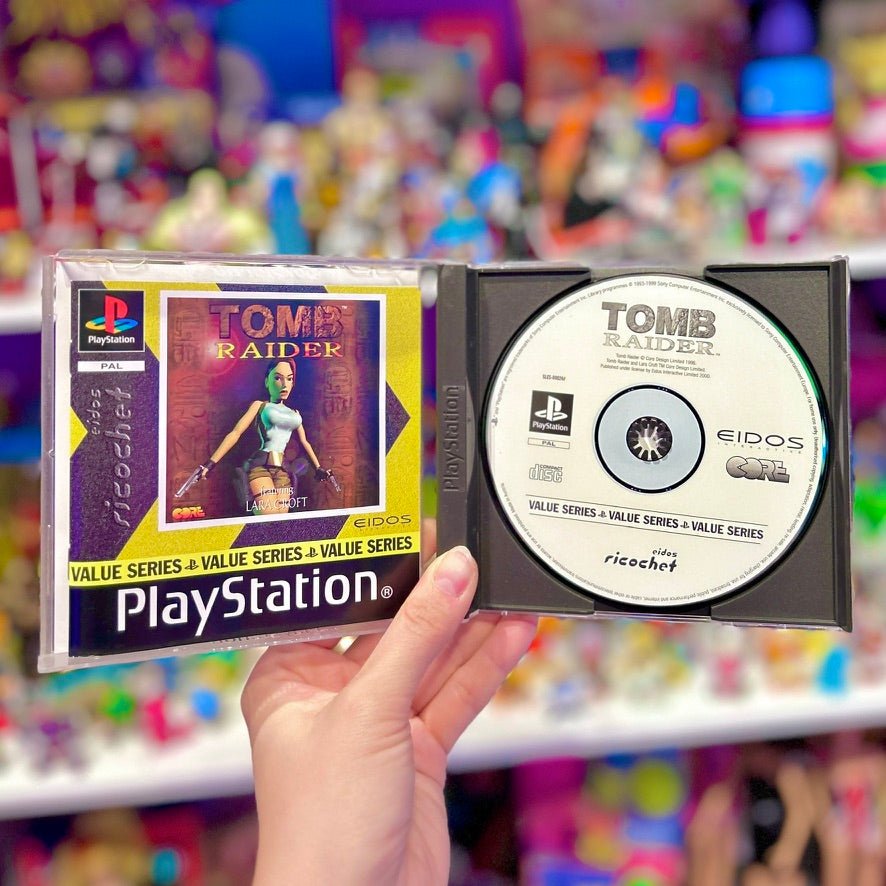 PlayStation
PAL
eidos
ricochet
TOMB
RAIDER
featuring
LARA CROFT
CORE
EIDOS
INTERACTIVE
VALUE SERIES VALUE SERIES VALUE SERIES
PlayStation®
PlayStation
TOMB
RAIDER™
Tomb Raider © Core Design Limited 1996.
Tomb Raider and Lara Croft TM Core Design Limited.
Published under license by Eidos Interactive Limited 2000.
PlayStation
PAL
COMPACT
disc
EIDOS
INTERACTIVE
CORE
VALUE SERIES VALUE SERIES VALUE SERIES
eidos
ricochet